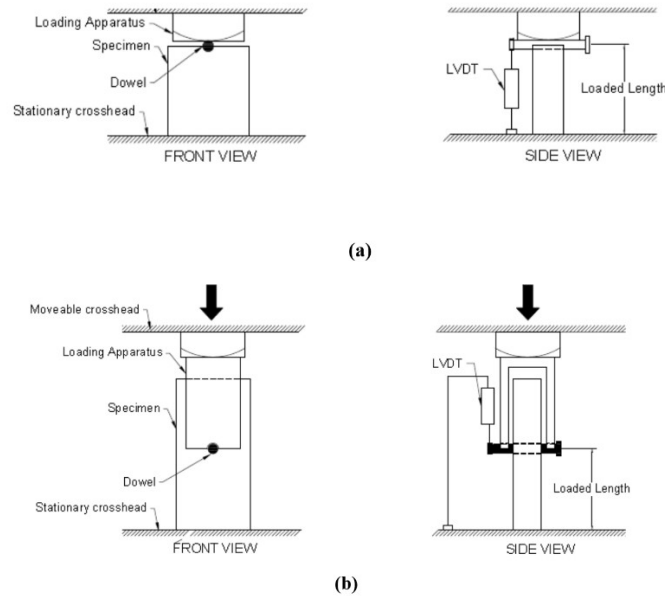 Loading Apparatus
Specimen
Dowel
Stationary crosshead
FRONT VIEW
LVDT
Loaded Length
SIDE VIEW
(a)
Moveable crosshead
Loading Apparatus
Specimen
Dowel
Stationary crosshead
FRONT VIEW
LVDT
Loaded Length
SIDE VIEW
(b)